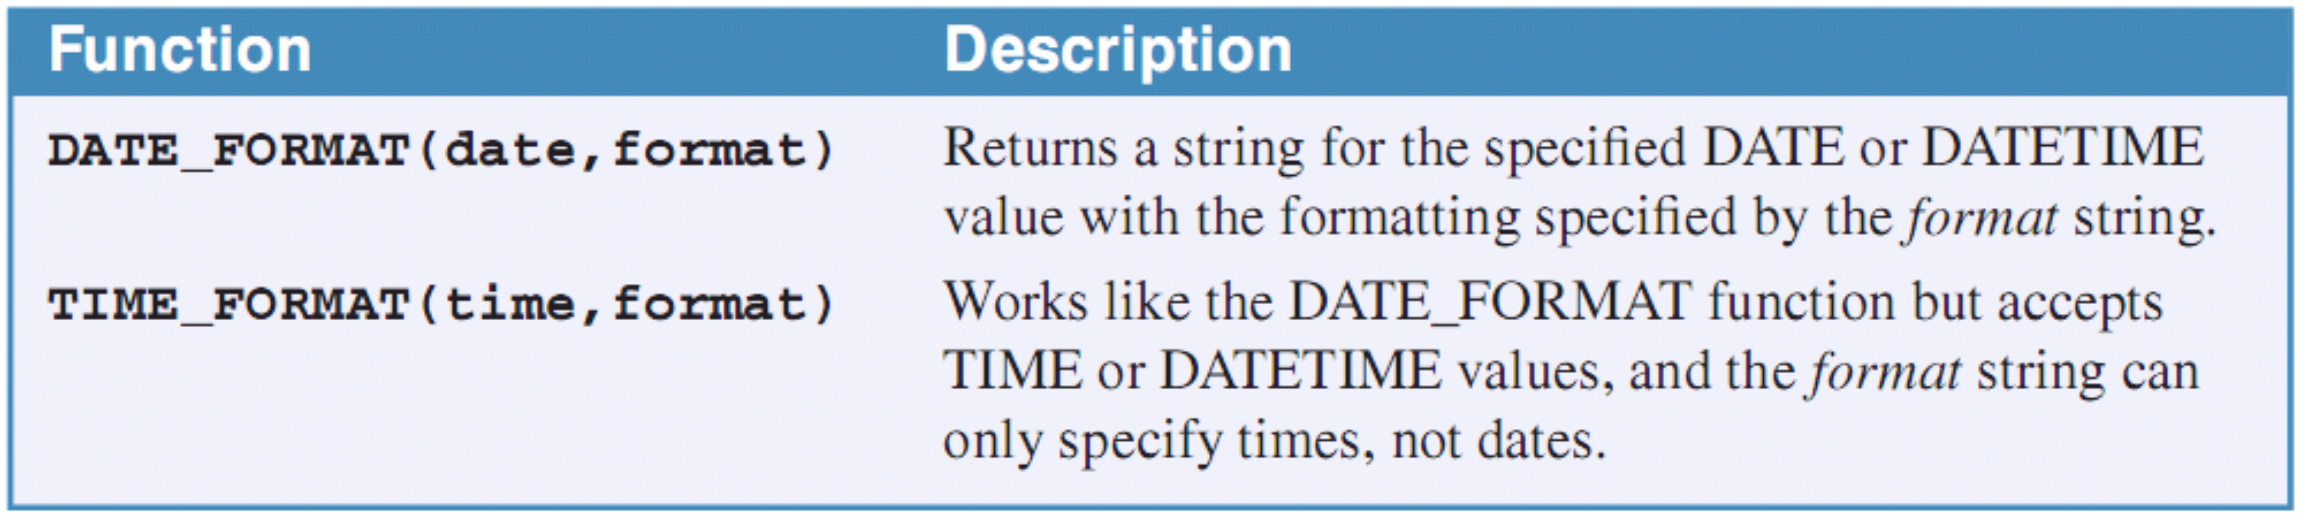 Function Description
DATE_FORMAT(date,format) Returns a string for the specified DATE or DATETIME
value with the formatting specified by the format string.
TIME_FORMAT(time,format) Works like the DATE_FORMAT function but accepts
TIME or DATETIME values, and the format string can
only specify times, not dates.